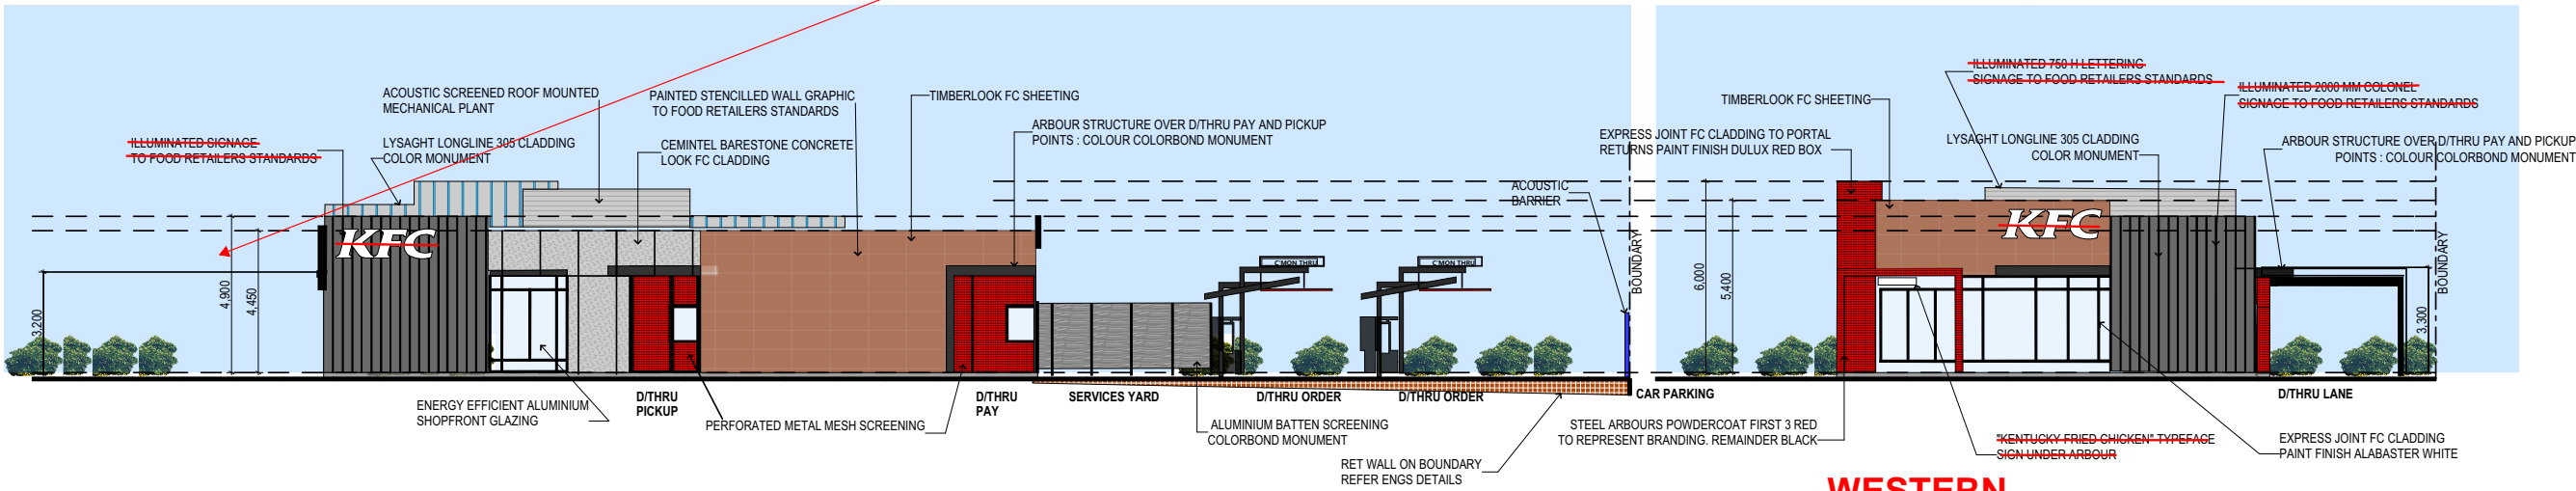 ACOUSTIC SCREENED ROOF MOUNTED
MECHANICAL PLANT
PAINTED STENCILLED WALL GRAPHIC
TO FOOD RETAILERS STANDARDS
TIMBERLOOK FC SHEETING
ILLUMINATED SIGNAGE
TO FOOD RETAILERS STANDARDS
LYSAGHT LONGLINE 305 CLADDING
COLOR MONUMENT
CEMINTEL BARESTONE CONCRETE
LOOK FC CLADDING
ARBOUR STRUCTURE OVER D/THRU PAY AND PICKUP
POINTS : COLOUR COLORBOND MONUMENT
ACOUSTIC
BARRIER
BOUNDARY
KFC
C'MON THRU
C'MON THRU
3,200
4,900
4,450
ENERGY EFFICIENT ALUMINIUM
SHOPFRONT GLAZING
D/THRU
PICKUP
PERFORATED METAL MESH SCREENING
D/THRU
PAY
SERVICES YARD
D/THRU ORDER
D/THRU ORDER
ALUMINIUM BATTEN SCREENING
COLORBOND MONUMENT
RET WALL ON BOUNDARY
REFER ENGS DETAILS
CAR PARKING
ILLUMINATED 750 H LETTERING
SIGNAGE TO FOOD RETAILERS STANDARDS
ILLUMINATED 2000 MM COLONEL
SIGNAGE TO FOOD RETAILERS STANDARDS
TIMBERLOOK FC SHEETING
EXPRESS JOINT FC CLADDING TO PORTAL
RETURNS PAINT FINISH DULUX RED BOX
LYSAGHT LONGLINE 305 CLADDING
COLOR MONUMENT
ARBOUR STRUCTURE OVER D/THRU PAY AND PICKUP
POINTS : COLOUR COLORBOND MONUMENT
KFC
6,000
5,400
3,300
BOUNDARY
D/THRU LANE
STEEL ARBOURS POWDERCOAT FIRST 3 RED
TO REPRESENT BRANDING. REMAINDER BLACK
"KENTUCKY FRIED CHICKEN" TYPEFACE
SIGN UNDER ARBOUR
EXPRESS JOINT FC CLADDING
PAINT FINISH ALABASTER WHITE
WESTERN